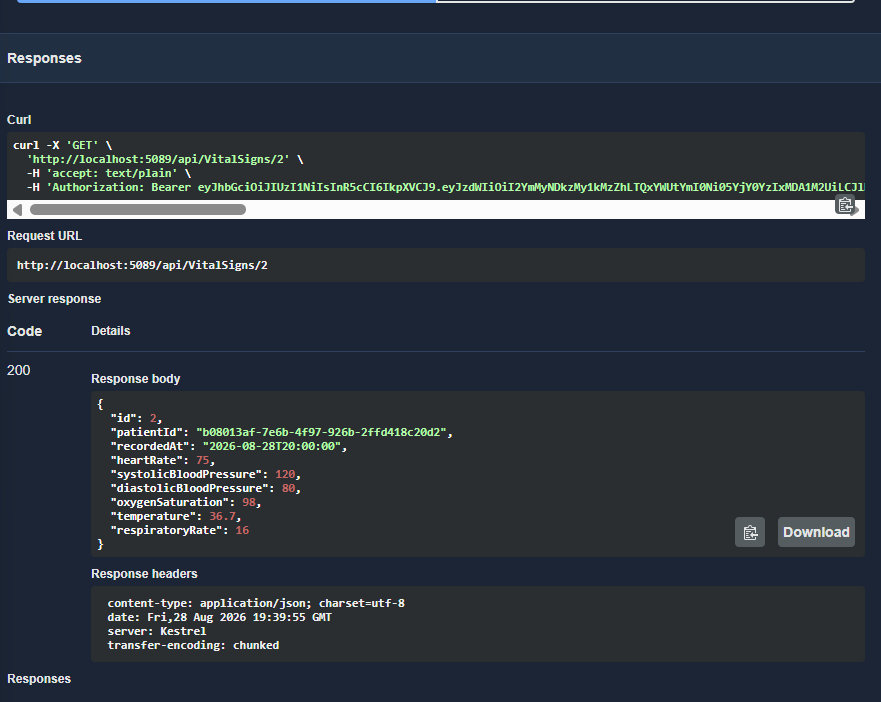 Responses
Curl
curl -X 'GET' \
  'http://localhost:5089/api/VitalSigns/2' \
  -H 'accept: text/plain' \
  -H 'Authorization: Bearer
Request URL
http://localhost:5089/api/VitalSigns/2
Server response
Code Details
200
Response body
{
  "id": 2,
  "patientId": "b08013af-7e6b-4f97-926b-2ffd418c20d2",
  "recordedAt": "2026-08-28T20:00:00",
  "heartRate": 75,
  "systolicBloodPressure": 120,
  "diastolicBloodPressure": 80,
  "oxygenSaturation": 98,
  "temperature": 36.7,
  "respiratoryRate": 16
}
Download
Response headers
content-type: application/json; charset=utf-8
date: Fri,28 Aug 2026 19:39:55 GMT
server: Kestrel
transfer-encoding: chunked
Responses